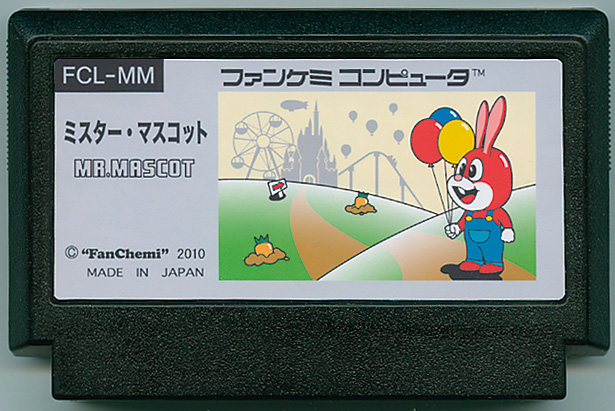 FCL-MM
ファンケミ コンピュータ™
ミスター・マスコット
MR.MASCOT
© "FanChemi" 2010
MADE IN JAPAN